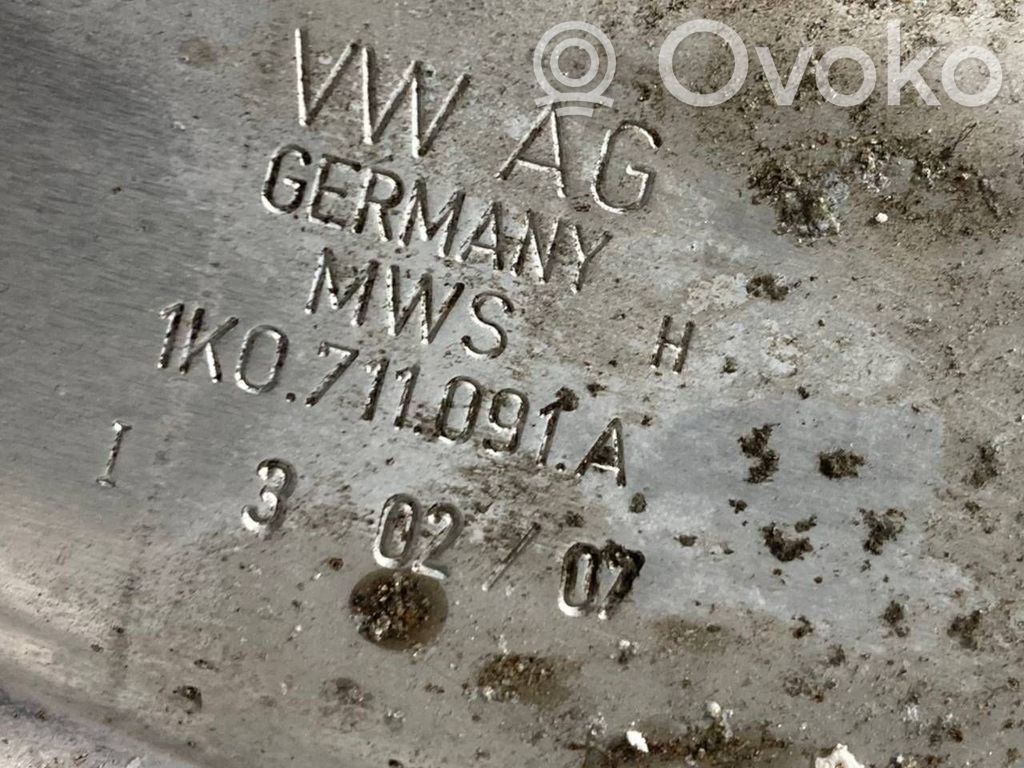 Ovoko
VW AG
GERMANY
MWS
H
1K0.711.091.A
I 3 02/07